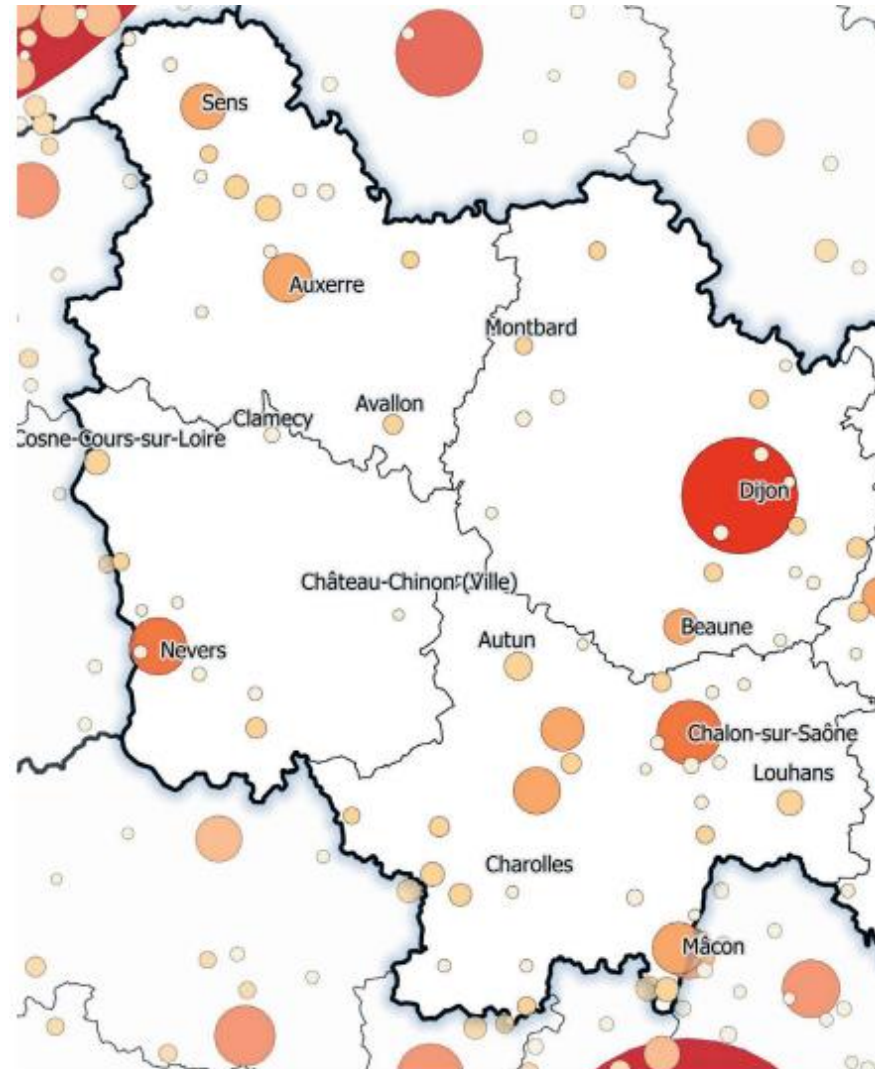 Sens
Auxerre
Montbard
Avallon
Clamecy
Cosne-Cours-sur-Loire
Dijon
Château-Chinon (Ville)
Beaune
Autun
Nevers
Chalon-sur-Saône
Louhans
Charolles
Mâcon